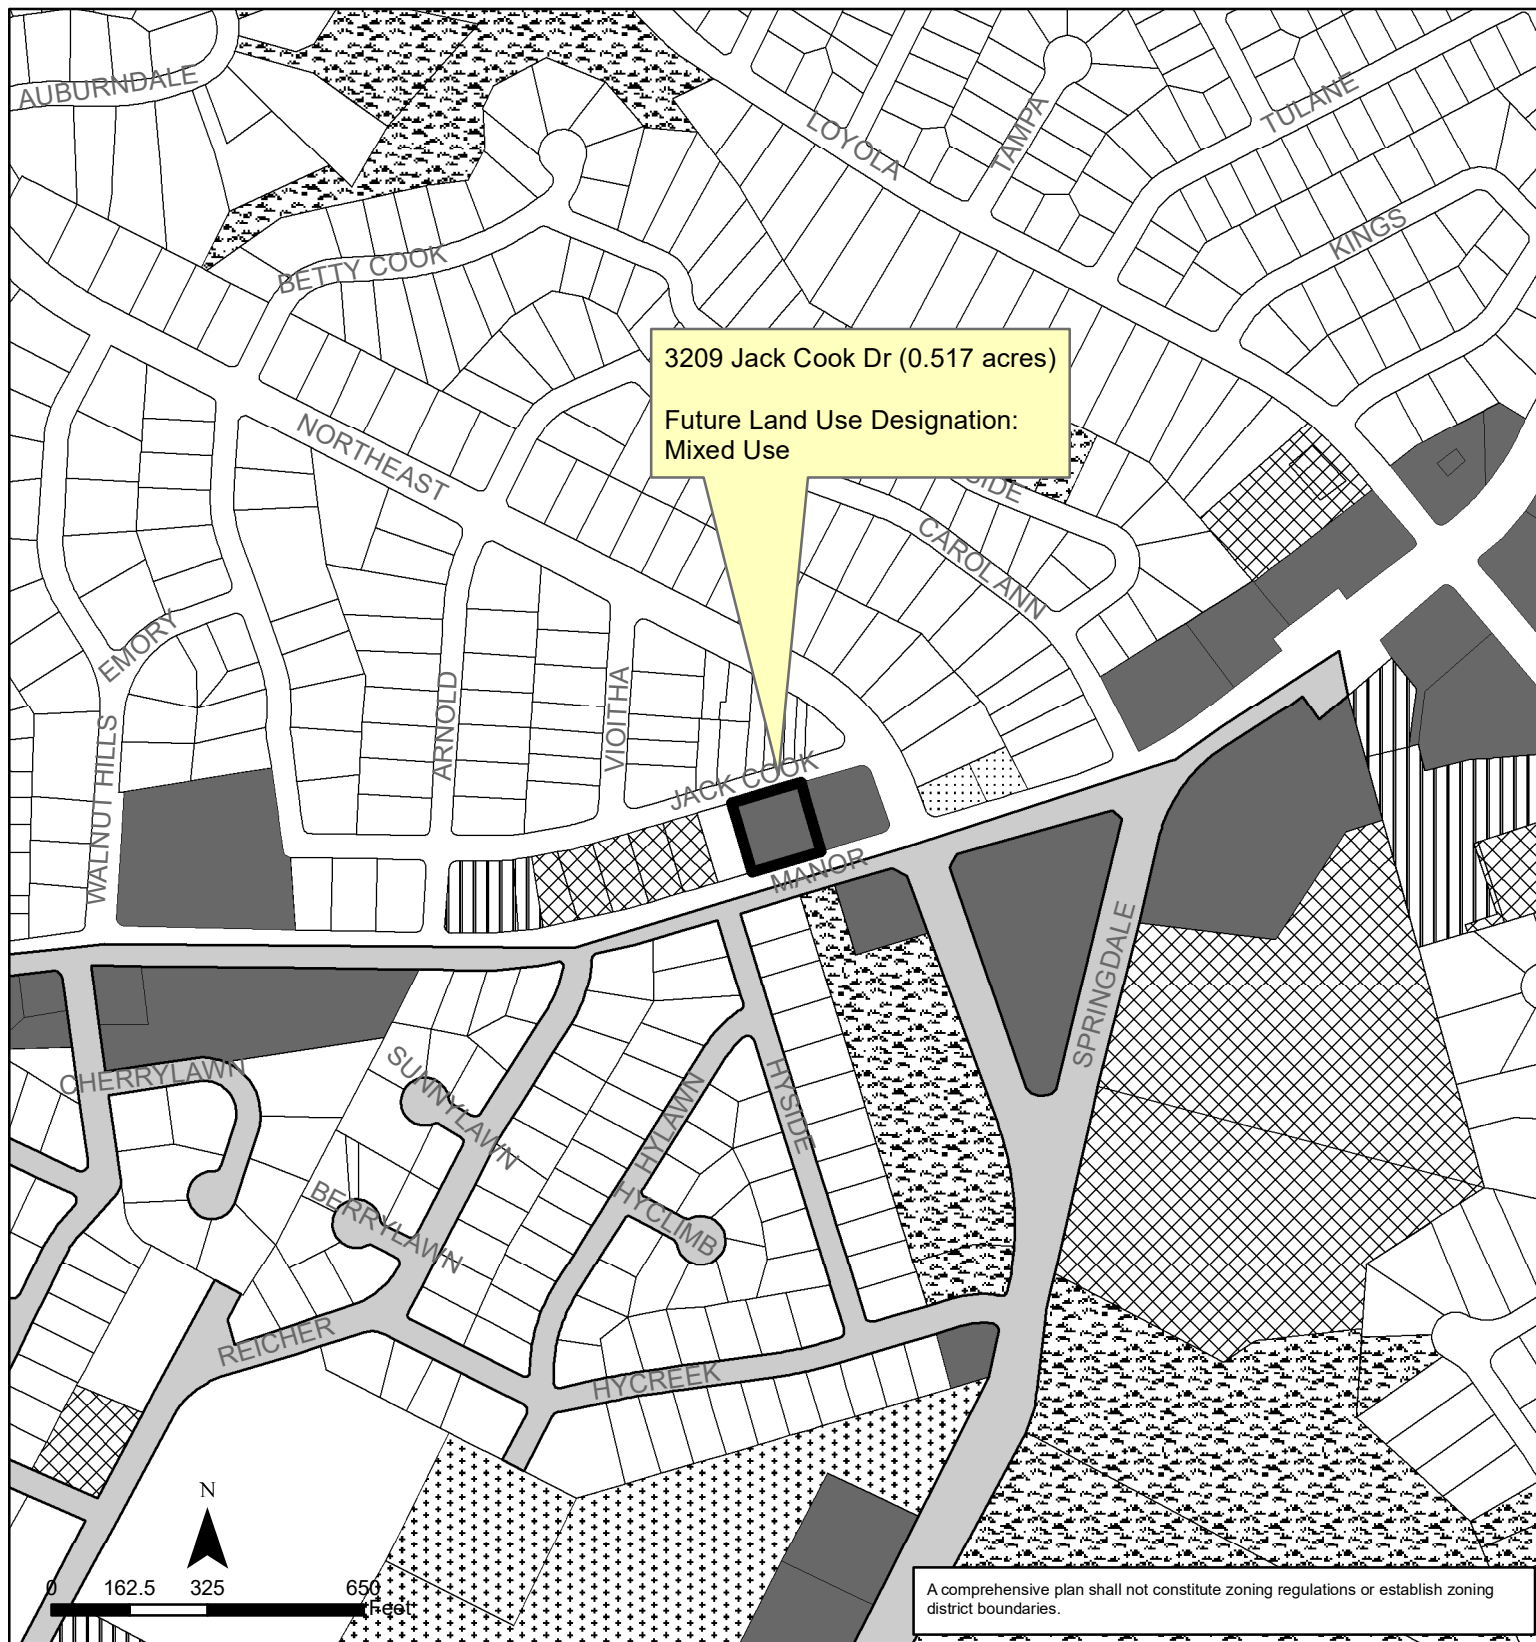 AUBURNDALE
LOYOLA
TAMPA
TULANE
KINGS
BETTY COOK
3209 Jack Cook Dr (0.517 acres)
Future Land Use Designation:
Mixed Use
NORTHEAST
SIDE
CAROLANN
EMORY
WALNUT HILLS
ARNOLD
VIOITHA
JACK COOK
MANOR
SPRINGDALE
CHERRYLAWN
SUNNYLAWN
HYLAWN
HYSIDE
BERRYLAWN
HYCLIMB
REICHER
HYCREEK
N
0 162.5 325 650
Feet
A comprehensive plan shall not constitute zoning regulations or establish zoning
district boundaries.